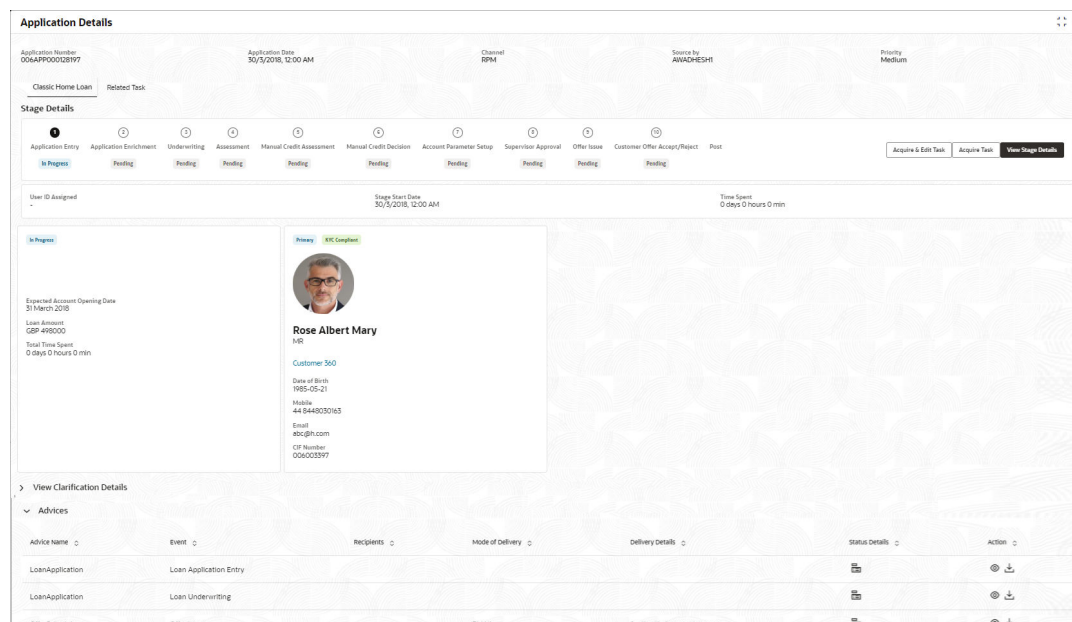 Application Details
Application Number Application Date Channel Source by Priority
006APP000128197 30/3/2018, 12:00 AM RPM AWADHESH1 Medium
Classic Home Loan Related Task
Stage Details
1 2 3 4 5 6 7 8 9 10
Application Entry Application Enrichment Underwriting Assessment Manual Credit Assessment Manual Credit Decision Account Parameter Setup Supervisor Approval Offer Issue Customer Offer Accept/Reject Post
Acquire & Edit Task Acquire Task View Stage Details
In Progress Pending Pending Pending Pending Pending Pending Pending Pending Pending
User ID Assigned Stage Start Date Time Spent
- 30/3/2018, 12:00 AM 0 days 0 hours 0 min
In Progress
Expected Account Opening Date
31 March 2018
Loan Amount
GBP 498000
Total Time Spent
0 days 0 hours 0 min
Primary KYC Compliant
Rose Albert Mary
MR
Customer 360
Date of Birth
1985-05-21
Mobile
44 8448030163
Email
abc@h.com
CIF Number
006003397
View Clarification Details
Advices
Advice Name Event Recipients Mode of Delivery Delivery Details Status Details Action
LoanApplication Loan Application Entry
LoanApplication Loan Underwriting